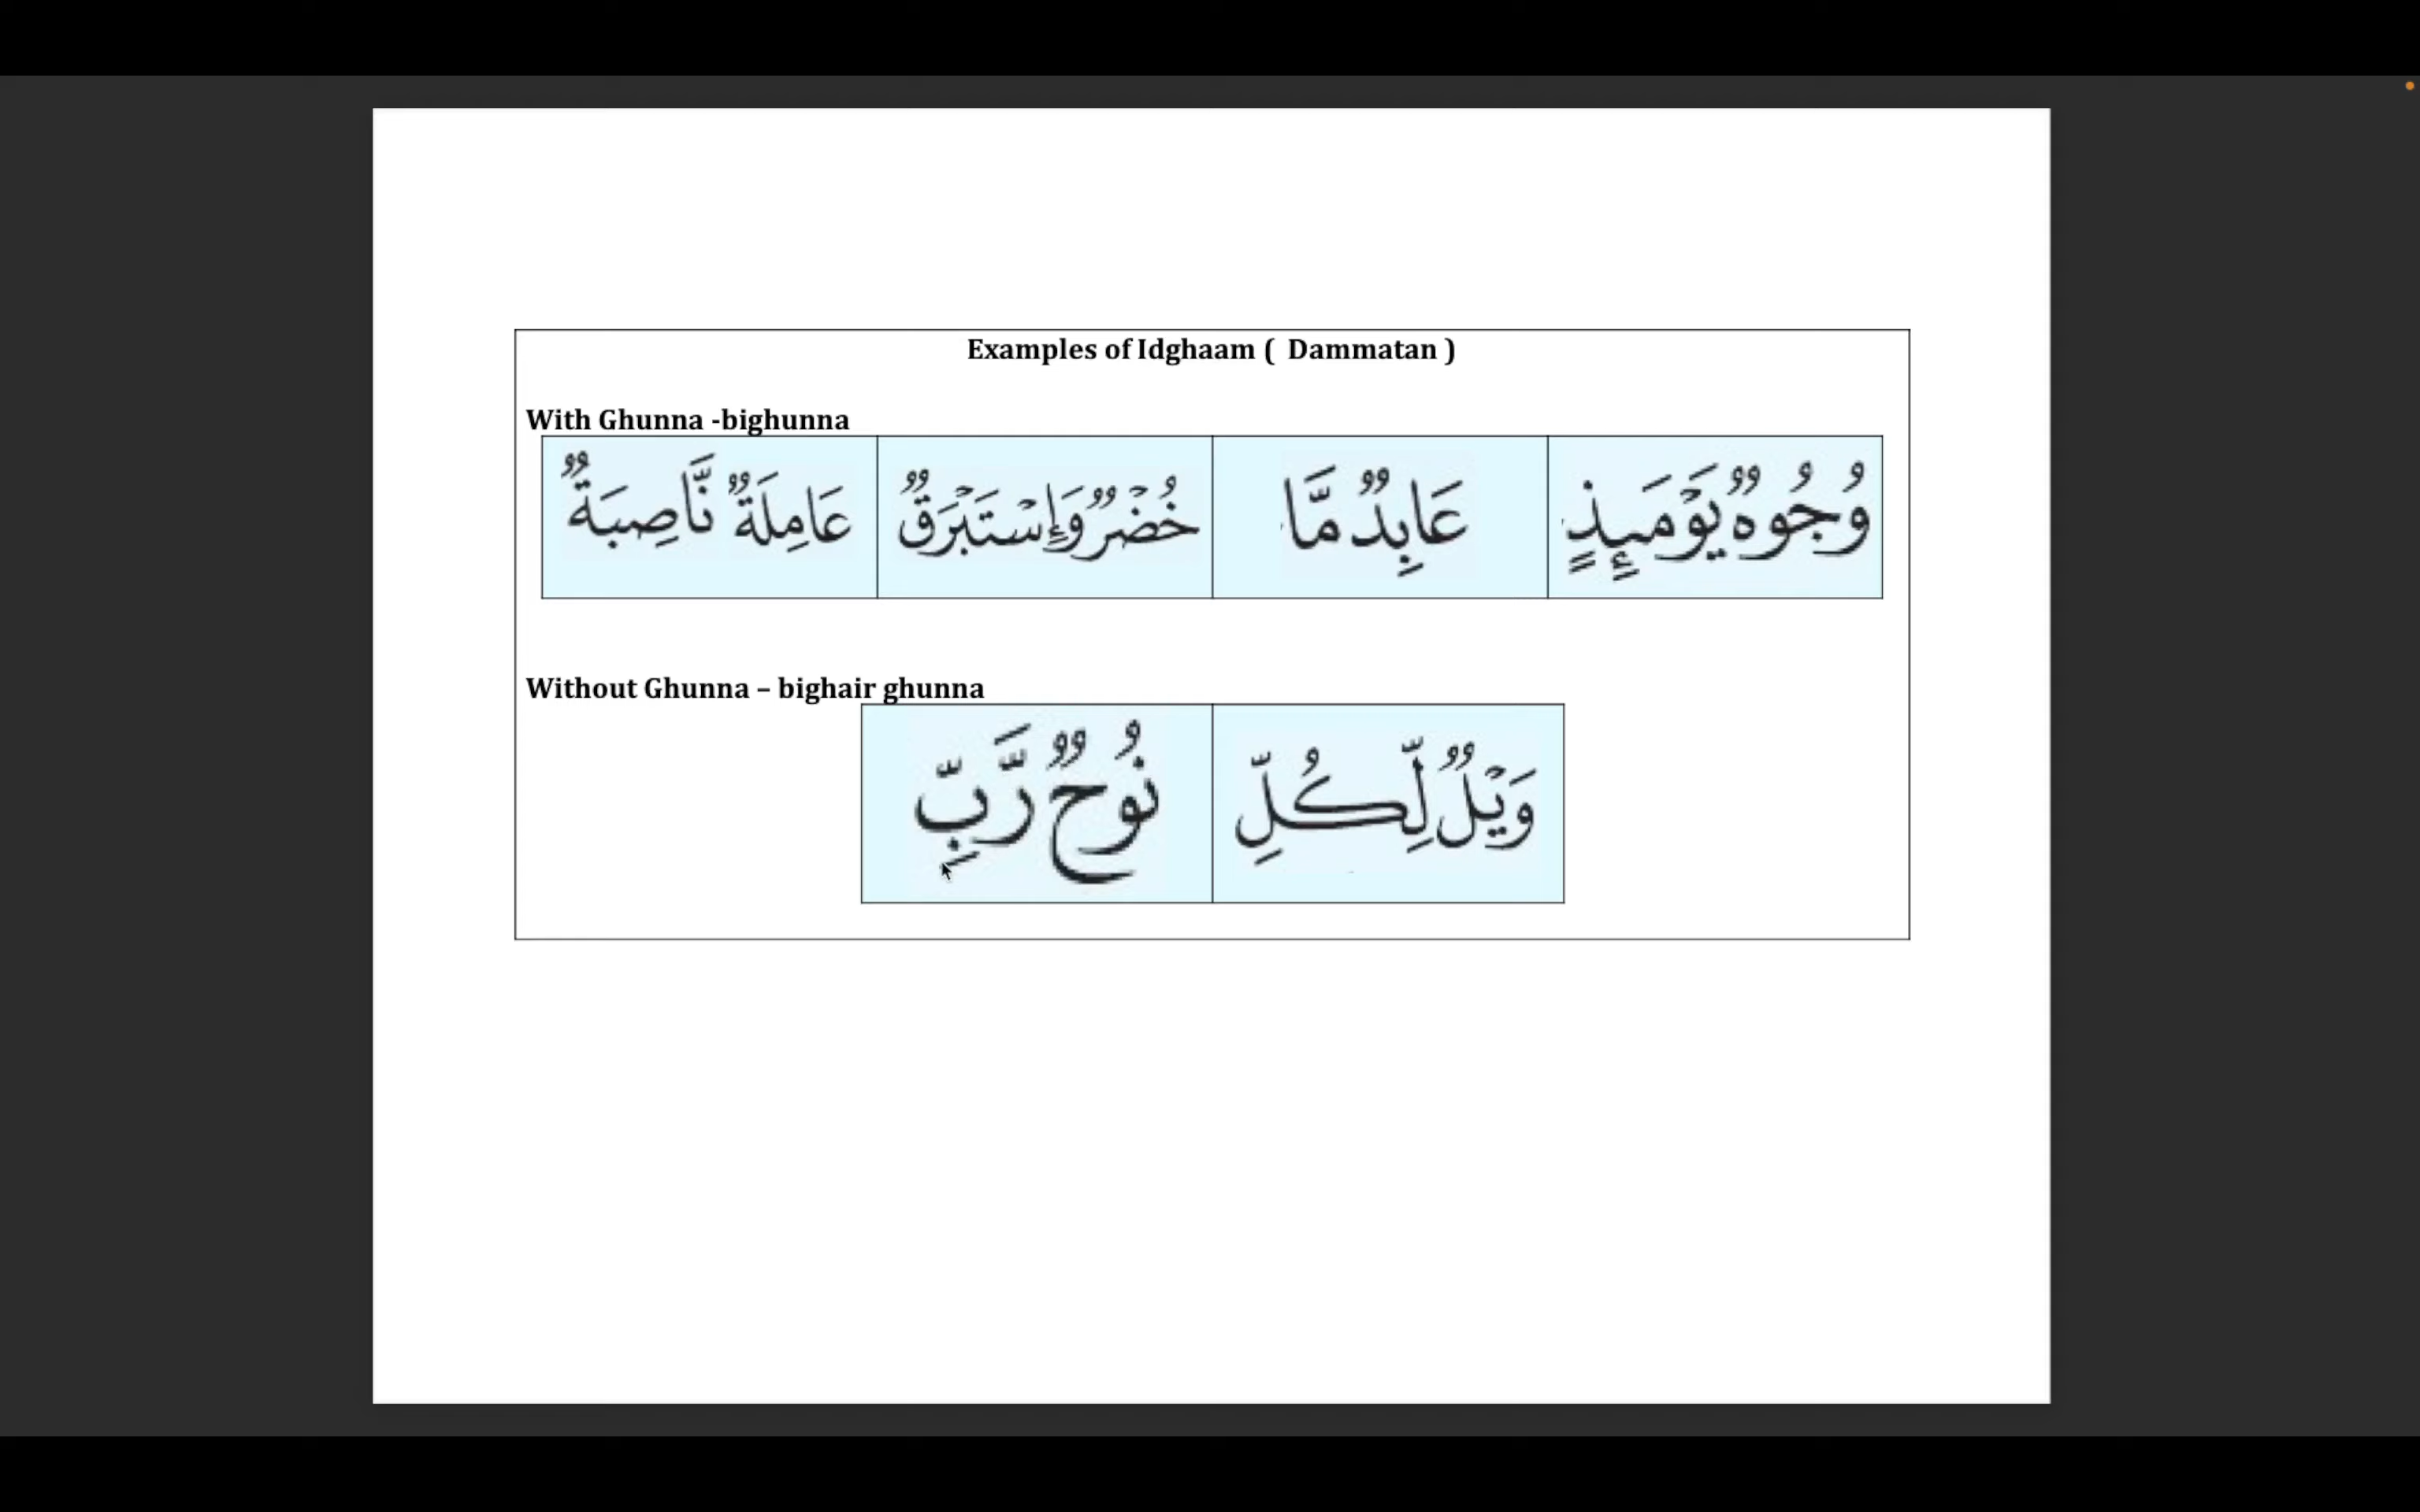 Examples of Idghaam ( Dammatan )
With Ghunna -bighunna
وُجُوهٌ يَوْمَئِذٍ عَابِدٌ مَّا خُضْرٌ وَإِسْتَبْرَقٌ عَامِلَةٌ نَّاصِبَةٌ
Without Ghunna – bighair ghunna
وَيْلٌ لِّكُلِّ نُوحٌ رَّبِّ